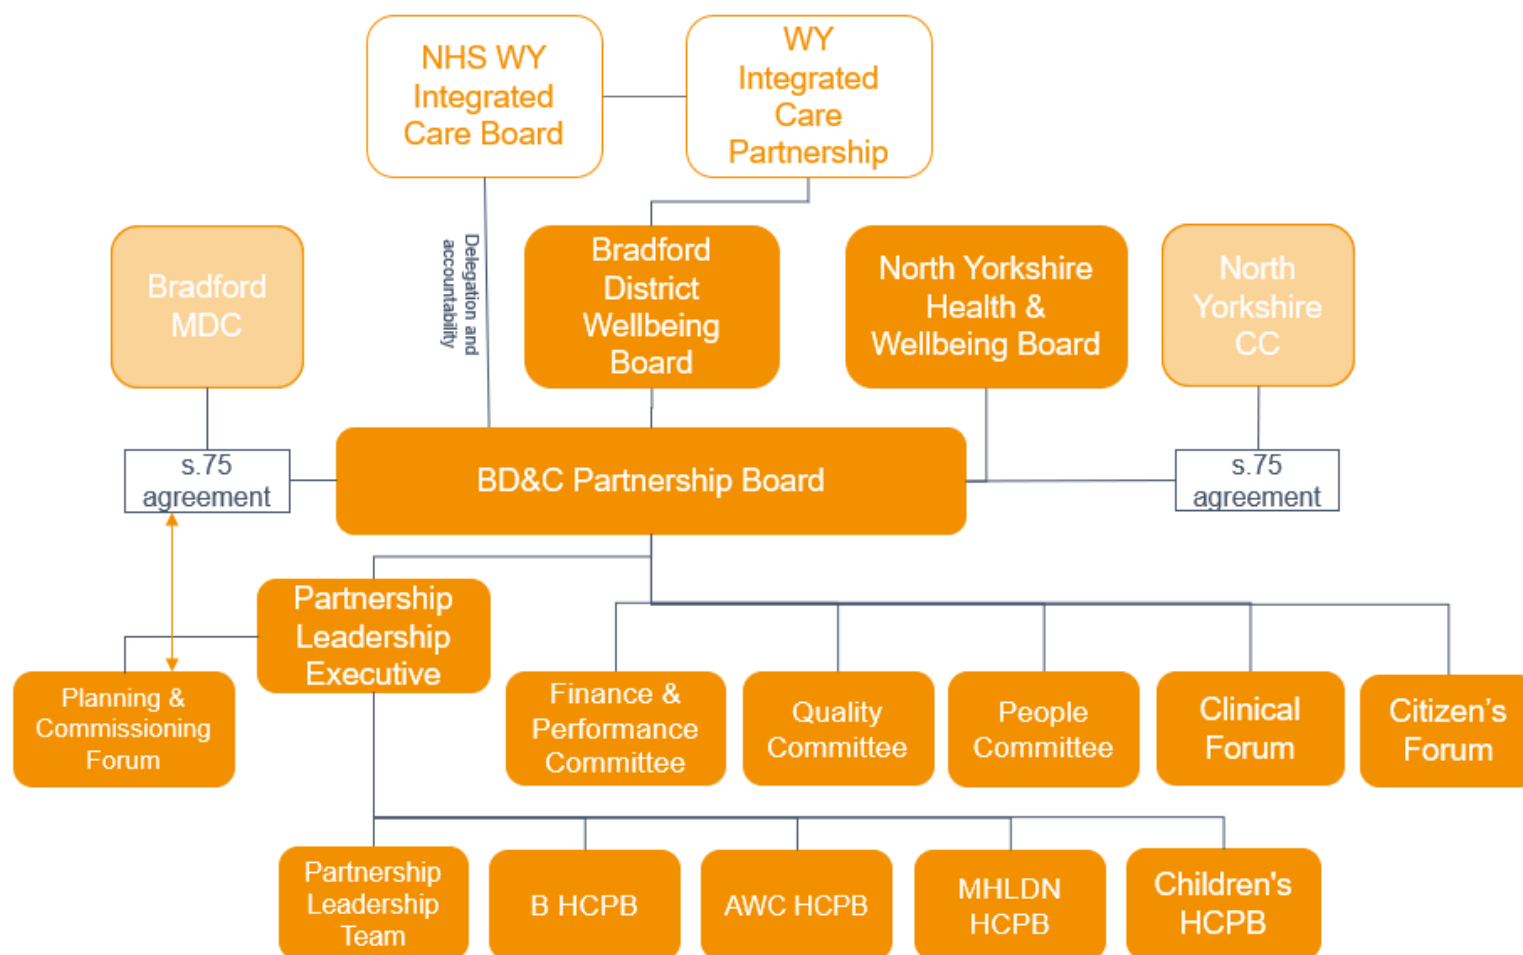 NHS WY
Integrated
Care Board
WY
Integrated
Care
Partnership
Delegation and
accountability
Bradford
MDC
Bradford
District
Wellbeing
Board
North Yorkshire
Health &
Wellbeing Board
North
Yorkshire
CC
s.75
agreement
BD&C Partnership Board
s.75
agreement
Partnership
Leadership
Executive
Planning &
Commissioning
Forum
Finance &
Performance
Committee
Quality
Committee
People
Committee
Clinical
Forum
Citizen’s
Forum
Partnership
Leadership
Team
B HCPB
AWC HCPB
MHLDN
HCPB
Children's
HCPB